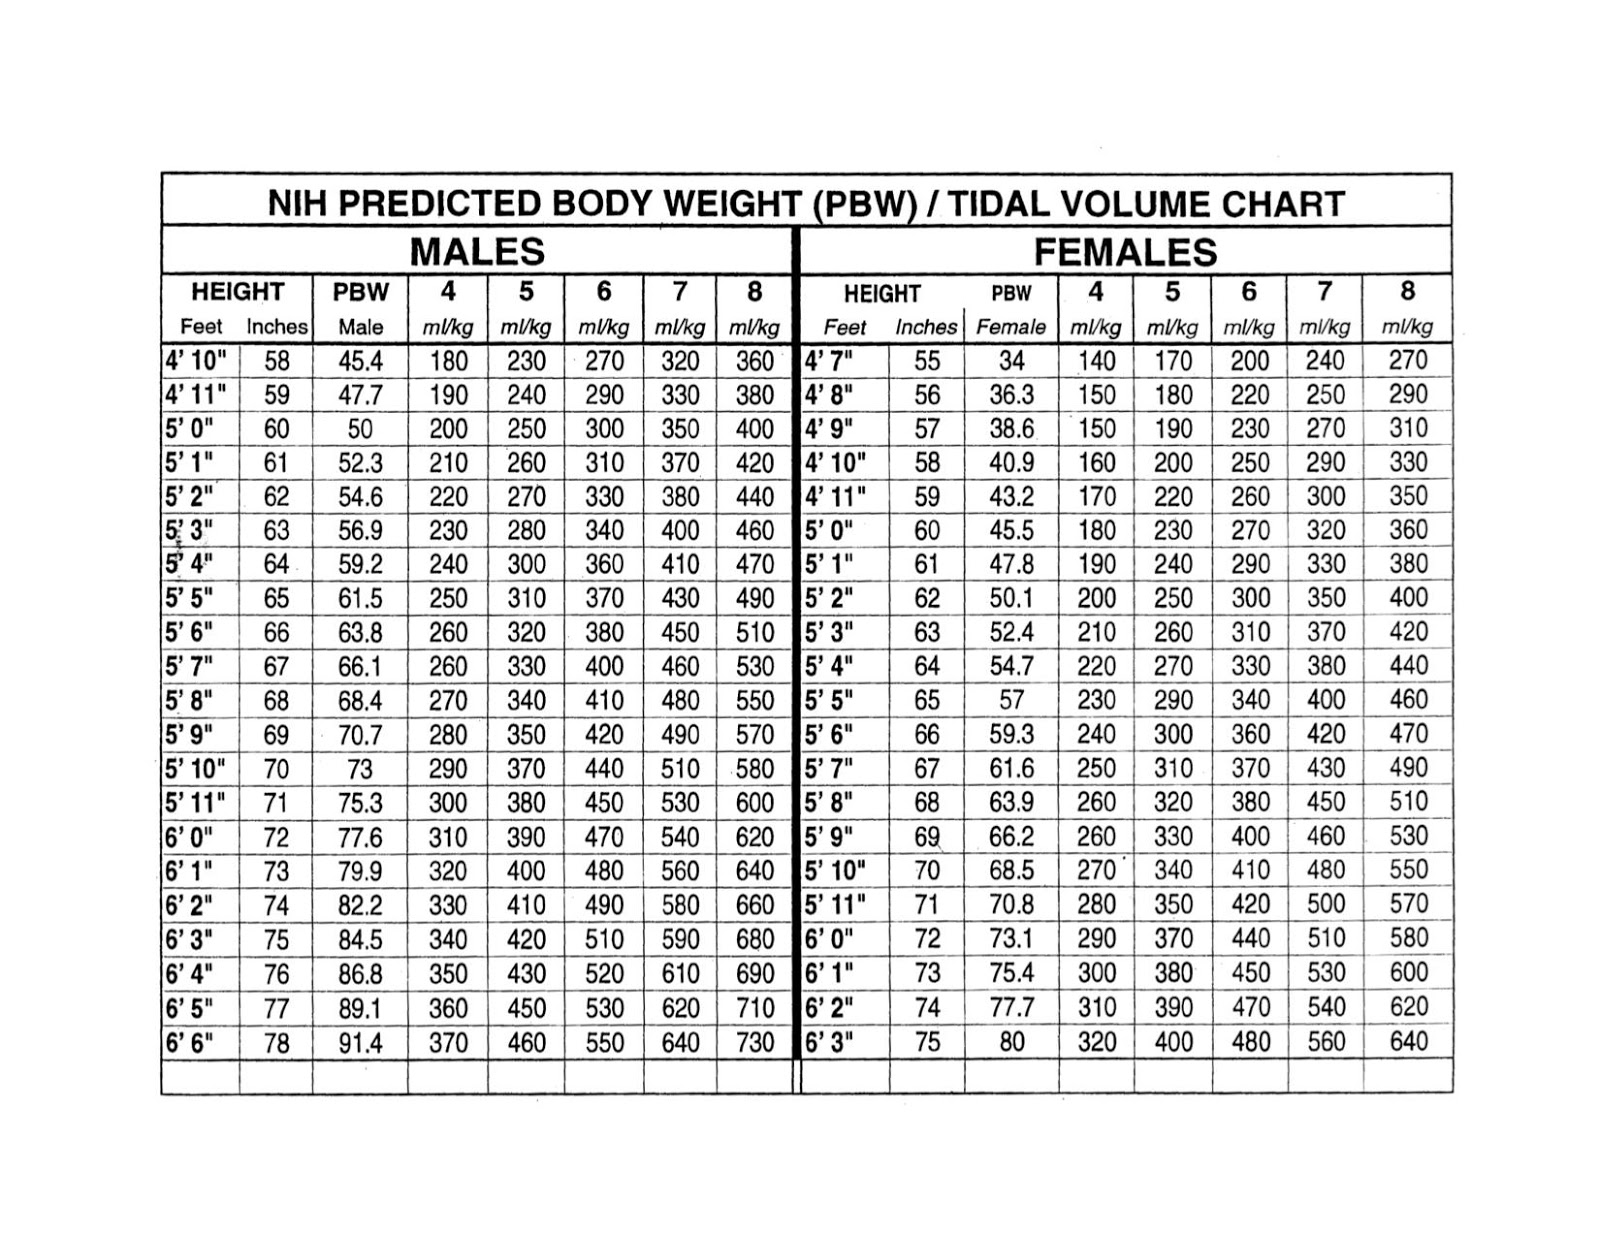 NIH PREDICTED BODY WEIGHT (PBW) / TIDAL VOLUME CHART
MALES FEMALES
HEIGHT PBW 4 5 6 7 8 HEIGHT PBW 4 5 6 7 8
Feet Inches Male ml/kg ml/kg ml/kg ml/kg ml/kg Feet Inches Female ml/kg ml/kg ml/kg ml/kg ml/kg
4' 10" 58 45.4 180 230 270 320 360 4' 7" 55 34 140 170 200 240 270
4' 11" 59 47.7 190 240 290 330 380 4' 8" 56 36.3 150 180 220 250 290
5' 0" 60 50 200 250 300 350 400 4' 9" 57 38.6 150 190 230 270 310
5' 1" 61 52.3 210 260 310 370 420 4' 10" 58 40.9 160 200 250 290 330
5' 2" 62 54.6 220 270 330 380 440 4' 11" 59 43.2 170 220 260 300 350
5' 3" 63 56.9 230 280 340 400 460 5' 0" 60 45.5 180 230 270 320 360
5' 4" 64 59.2 240 300 360 410 470 5' 1" 61 47.8 190 240 290 330 380
5' 5" 65 61.5 250 310 370 430 490 5' 2" 62 50.1 200 250 300 350 400
5' 6" 66 63.8 260 320 380 450 510 5' 3" 63 52.4 210 260 310 370 420
5' 7" 67 66.1 260 330 400 460 530 5' 4" 64 54.7 220 270 330 380 440
5' 8" 68 68.4 270 340 410 480 550 5' 5" 65 57 230 290 340 400 460
5' 9" 69 70.7 280 350 420 490 570 5' 6" 66 59.3 240 300 360 420 470
5' 10" 70 73 290 370 440 510 580 5' 7" 67 61.6 250 310 370 430 490
5' 11" 71 75.3 300 380 450 530 600 5' 8" 68 63.9 260 320 380 450 510
6' 0" 72 77.6 310 390 470 540 620 5' 9" 69 66.2 260 330 400 460 530
6' 1" 73 79.9 320 400 480 560 640 5' 10" 70 68.5 270 340 410 480 550
6' 2" 74 82.2 330 410 490 580 660 5' 11" 71 70.8 280 350 420 500 570
6' 3" 75 84.5 340 420 510 590 680 6' 0" 72 73.1 290 370 440 510 580
6' 4" 76 86.8 350 430 520 610 690 6' 1" 73 75.4 300 380 450 530 600
6' 5" 77 89.1 360 450 530 620 710 6' 2" 74 77.7 310 390 470 540 620
6' 6" 78 91.4 370 460 550 640 730 6' 3" 75 80 320 400 480 560 640